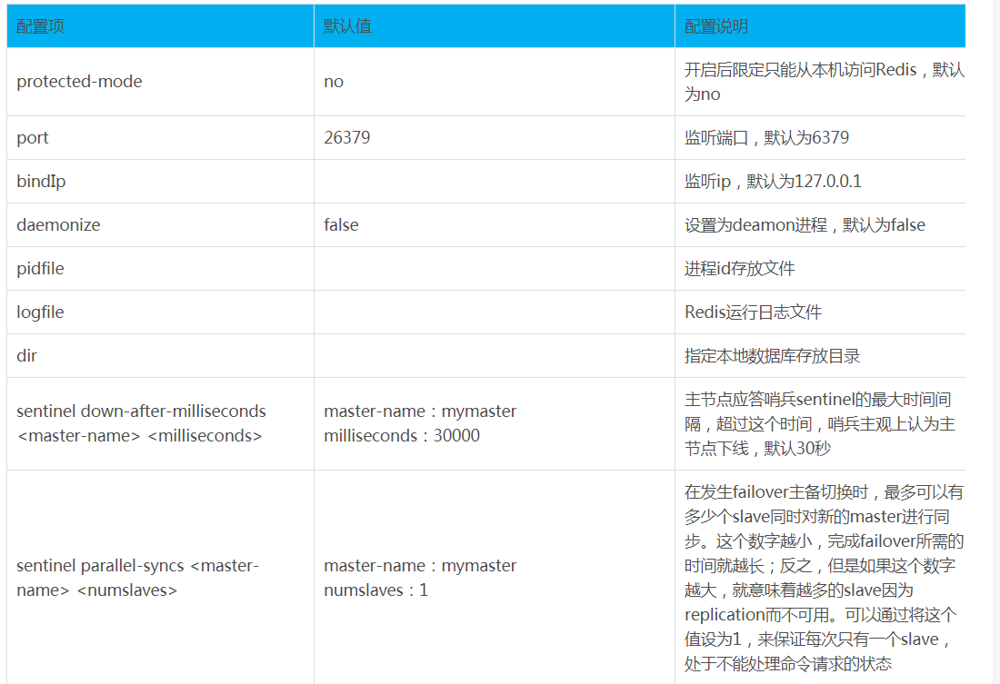 配置项 默认值 配置说明
protected-mode no 开启后限定只能从本机访问Redis，默认
为no
port 26379 监听端口，默认为6379
bindIp 监听ip，默认为127.0.0.1
daemonize false 设置为deamon进程，默认为false
pidfile 进程id存放文件
logfile Redis运行日志文件
dir 指定本地数据库存放目录
sentinel down-after-milliseconds
<master-name> <milliseconds>
master-name：mymaster
milliseconds：30000
主节点应答哨兵sentinel的最大时间间
隔，超过这个时间，哨兵主观上认为主
节点下线，默认30秒
sentinel parallel-syncs <master-
name> <numslaves>
master-name：mymaster
numslaves：1
在发生failover主备切换时，最多可以有
多少个slave同时对新的master进行同
步。这个数字越小，完成failover所需的
时间就越长；反之，但是如果这个数字
越大，就意味着越多的slave因为
replication而不可用。可以通过将这个
值设为1，来保证每次只有一个slave，
处于不能处理命令请求的状态